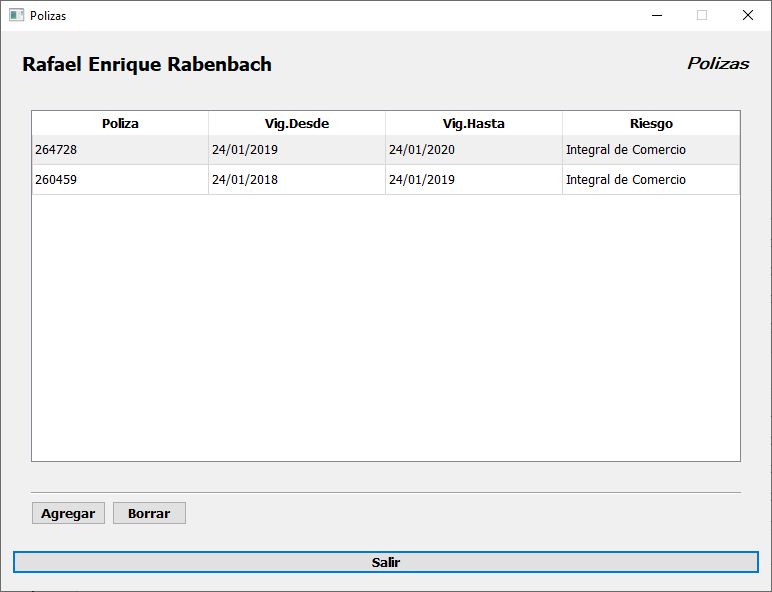 Polizas
Rafael Enrique Rabenbach Polizas
Poliza Vig.Desde Vig.Hasta Riesgo
264728 24/01/2019 24/01/2020 Integral de Comercio
260459 24/01/2018 24/01/2019 Integral de Comercio
Agregar Borrar
Salir